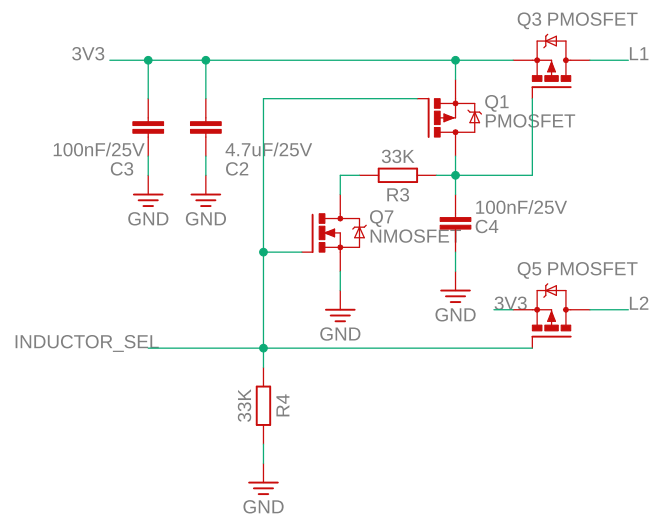 Q3 PMOSFET
3V3
L1
Q1
PMOSFET
100nF/25V
C3
4.7uF/25V
C2
33K
R3
GND
GND
Q7
NMOSFET
100nF/25V
C4
Q5 PMOSFET
3V3
L2
GND
GND
INDUCTOR_SEL
33K
R4
GND